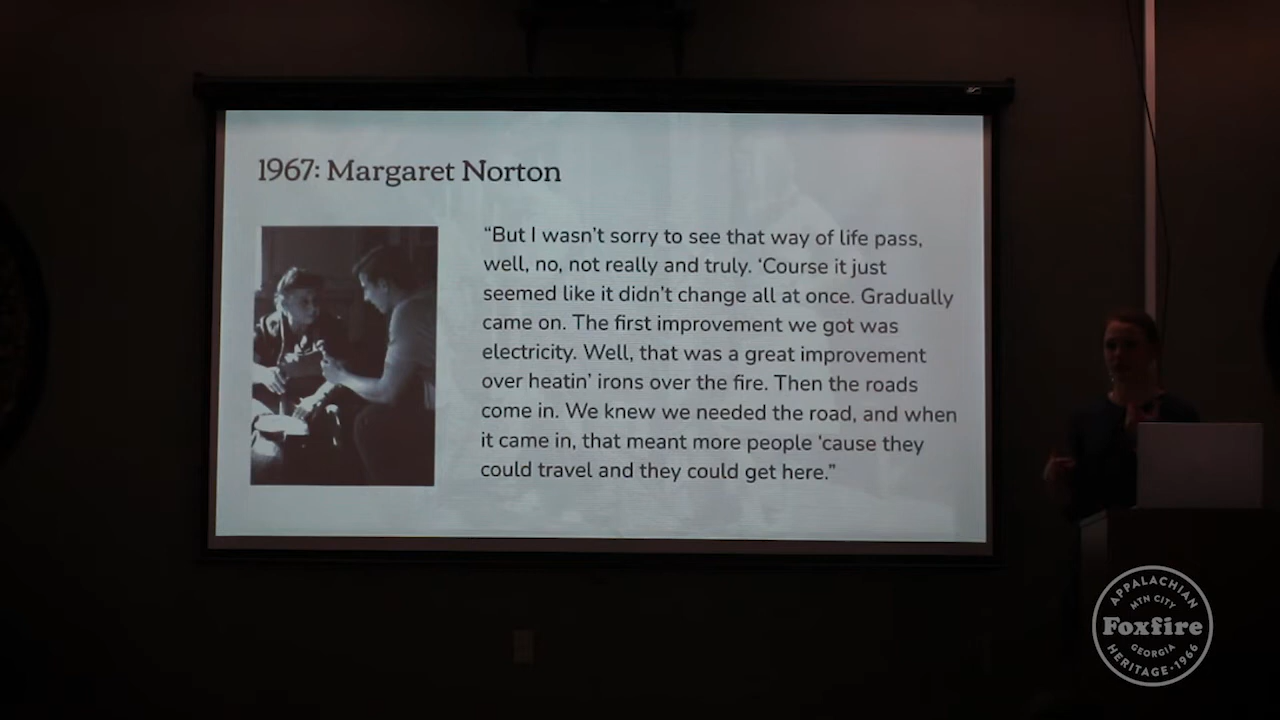 1967: Margaret Norton
“But I wasn’t sorry to see that way of life pass,
well, no, not really and truly. ‘Course it just
seemed like it didn’t change all at once. Gradually
came on. The first improvement we got was
electricity. Well, that was a great improvement
over heatin’ irons over the fire. Then the roads
come in. We knew we needed the road, and when
it came in, that meant more people ‘cause they
could travel and they could get here.”
APPALACHIAN
MTN CITY
Foxfire
GEORGIA
HERITAGE • 1966